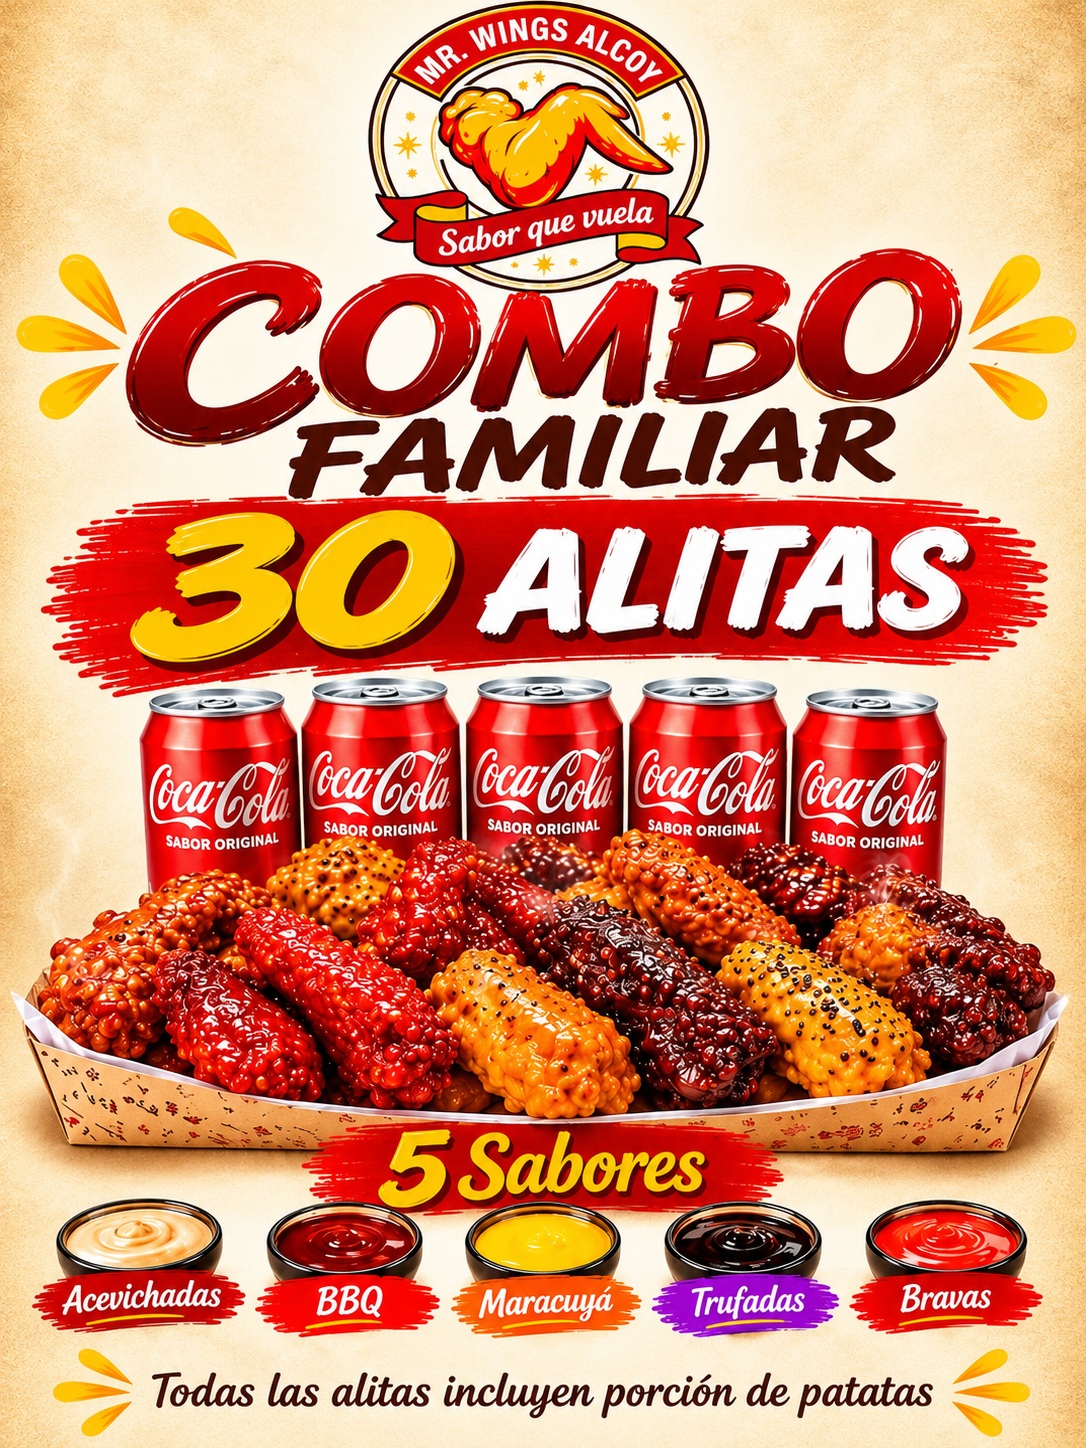 MR. WINGS ALCOY
Sabor que vuela
COMBO
FAMILIAR
30 ALITAS
Coca-Cola Coca-Cola Coca-Cola Coca-Cola Coca-Cola
SABOR ORIGINAL SABOR ORIGINAL SABOR ORIGINAL SABOR ORIGINAL SABOR ORIGINAL
5 Sabores
Acevichadas BBQ Maracuyá Trufadas Bravas
Todas las alitas incluyen porción de patatas